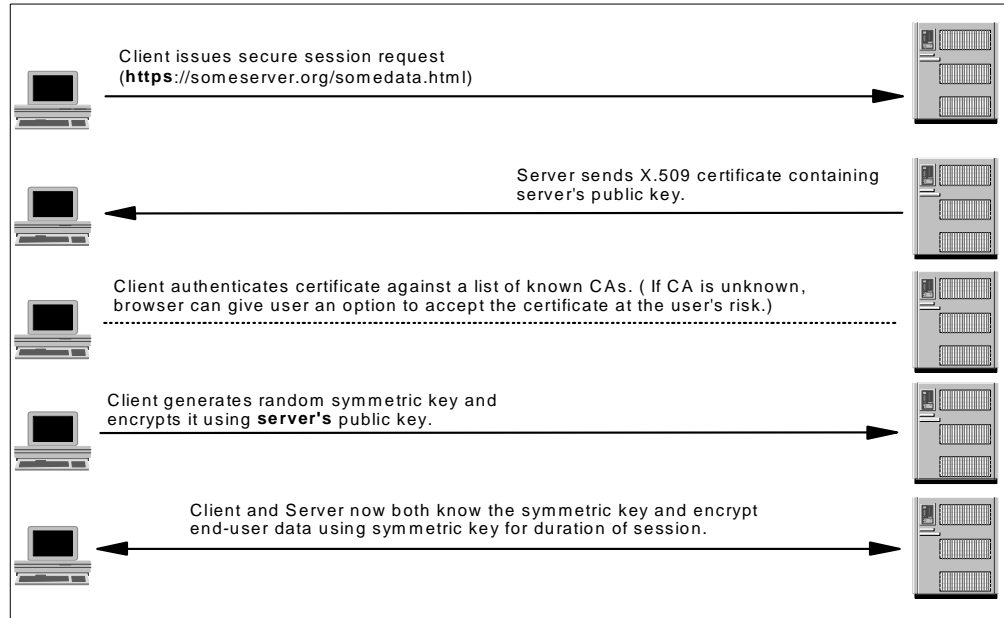 Client issues secure session request
(https://someserver.org/somedata.html)
Server sends X.509 certificate containing
server's public key.
Client authenticates certificate against a list of known CAs. ( If CA is unknown,
browser can give user an option to accept the certificate at the user's risk.)
Client generates random symmetric key and
encrypts it using server's public key.
Client and Server now both know the symmetric key and encrypt
end-user data using symmetric key for duration of session.